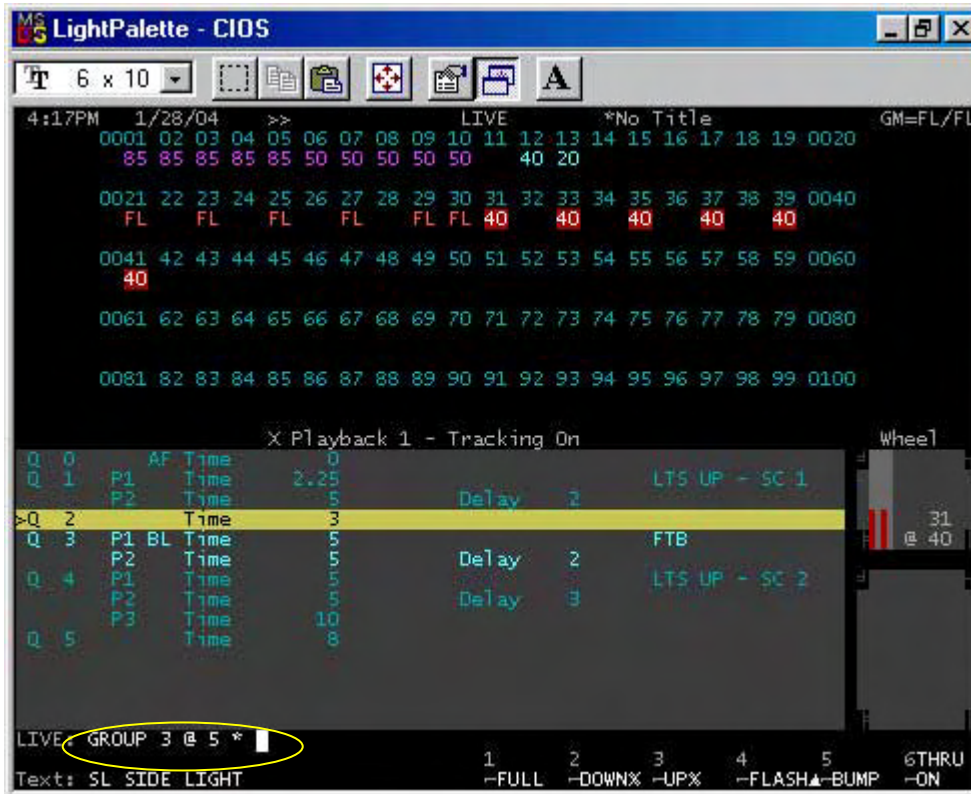 MS DOS LightPalette - CIOS
Tr 6 x 10 A
4:17PM 1/28/04 >> LIVE *No Title GM=FL/FL
0001 02 03 04 05 06 07 08 09 10 11 12 13 14 15 16 17 18 19 0020
85 85 85 85 85 50 50 50 50 50 40 20
0021 22 23 24 25 26 27 28 29 30 31 32 33 34 35 36 37 38 39 0040
FL FL FL FL FL FL 40 40 40 40 40
0041 42 43 44 45 46 47 48 49 50 51 52 53 54 55 56 57 58 59 0060
40
0061 62 63 64 65 66 67 68 69 70 71 72 73 74 75 76 77 78 79 0080
0081 82 83 84 85 86 87 88 89 90 91 92 93 94 95 96 97 98 99 0100
X Playback 1 - Tracking On Wheel
Q 0 AF Time 0
Q 1 P1 Time 2.25 LTS UP - SC 1
P2 Time 5 Delay 2
>Q 2 Time 3 31
Q 3 P1 BL Time 5 FTB @ 40
P2 Time 5 Delay 2
Q 4 P1 Time 5 LTS UP - SC 2
P2 Time 5 Delay 3
P3 Time 10
Q 5 Time 8
LIVE: GROUP 3 @ 5 *
1 2 3 4 5 6THRU
Text: SL SIDE LIGHT —FULL —DOWN% —UP% —FLASH▲—BUMP —ON